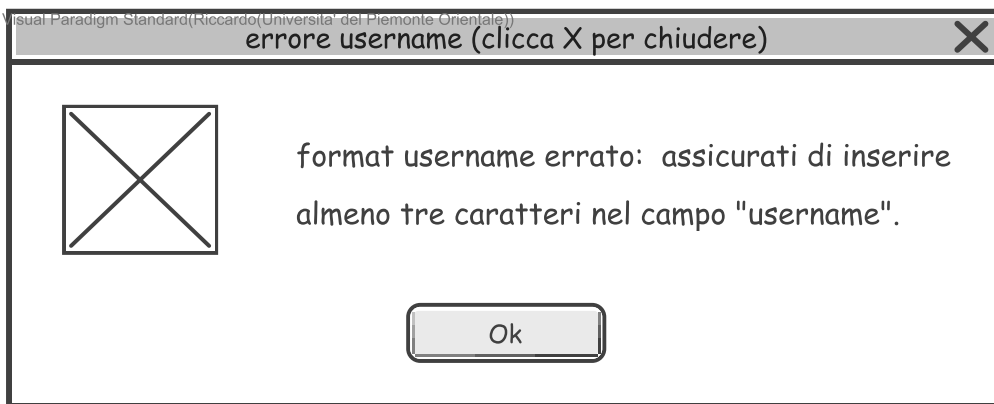 Visual Paradigm Standard(Riccardo(Universita' del Piemonte Orientale))
errore username (clicca X per chiudere)
format username errato:  assicurati di inserire
almeno tre caratteri nel campo "username".
Ok